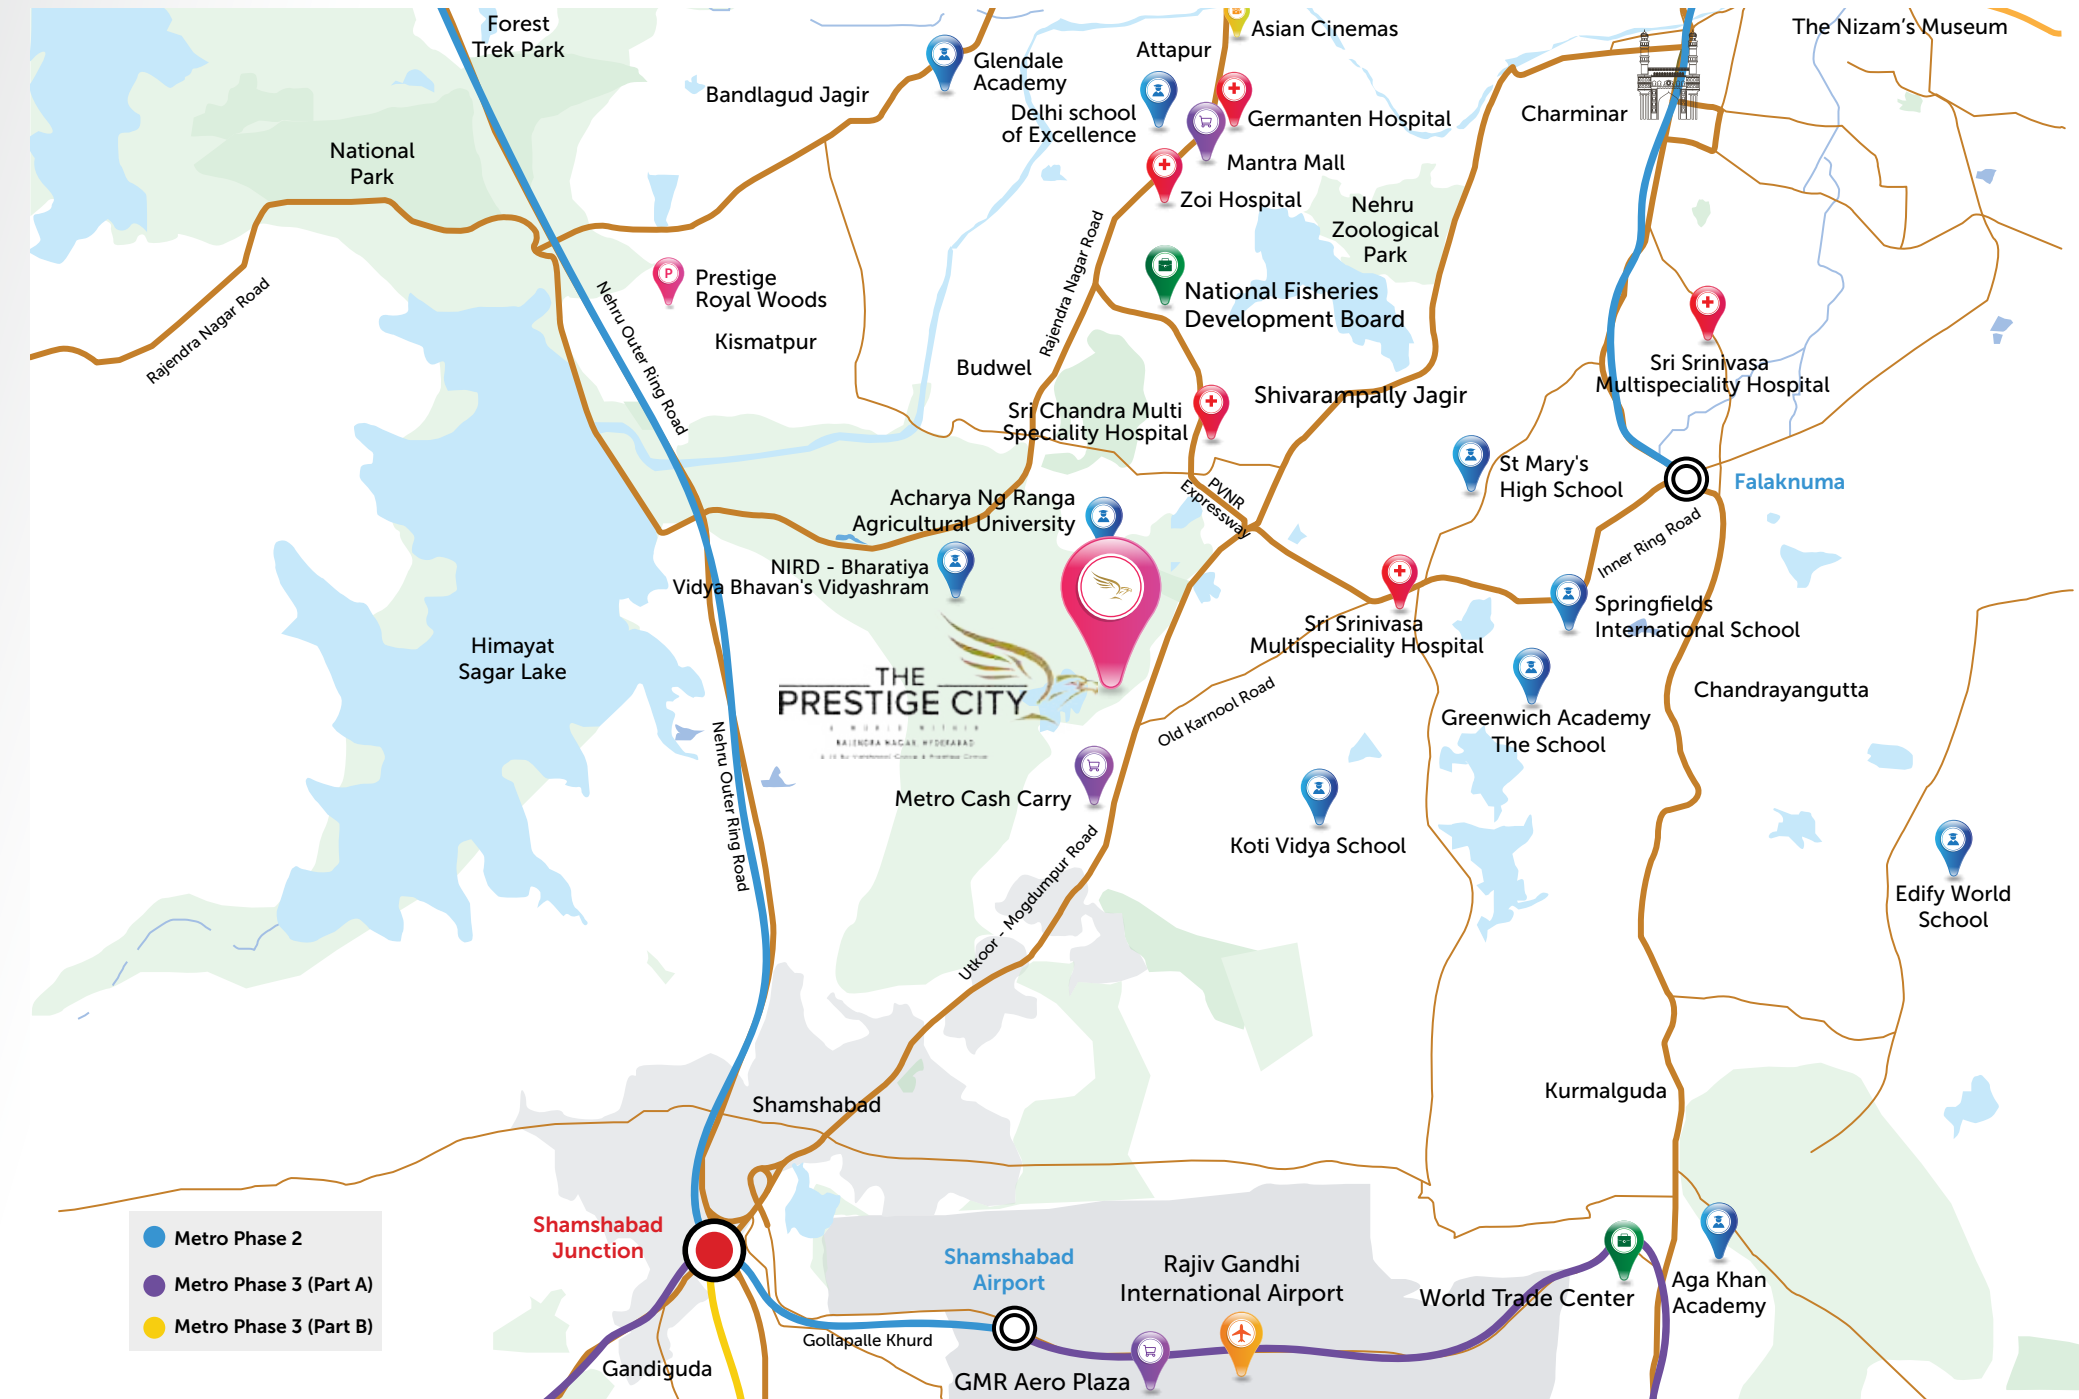 Forest
Trek Park
Glendale
Academy
Bandlagud Jagir
Attapur
Asian Cinemas
The Nizam's Museum
Delhi school
of Excellence
Germanten Hospital
Charminar
Mantra Mall
Zoi Hospital
National
Park
Nehru
Zoological
Park
Rajendra Nagar Road
Nehru Outer Ring Road
P
Prestige
Royal Woods
Kismatpur
Rajendra Nagar Road
National Fisheries
Development Board
Budwel
Sri Chandra Multi
Speciality Hospital
Shivarampally Jagir
Sri Srinivasa
Multispeciality Hospital
St Mary's
High School
Falaknuma
PVNR
Expressway
Inner Ring Road
Acharya Ng Ranga
Agricultural University
NIRD - Bharatiya
Vidya Bhavan's Vidyashram
Sri Srinivasa
Multispeciality Hospital
Springfields
International School
Himayat
Sagar Lake
THE
PRESTIGE CITY
RAJENDRA NAGAR, HYDERABAD
Old Karnool Road
Greenwich Academy
The School
Chandrayangutta
Nehru Outer Ring Road
Metro Cash Carry
Koti Vidya School
Edify World
School
Utkoor - Mogdumpur Road
Shamshabad
Kurmalguda
Shamshabad
Junction
Shamshabad
Airport
Rajiv Gandhi
International Airport
World Trade Center
Aga Khan
Academy
Gollapalle Khurd
Gandiguda
GMR Aero Plaza
Metro Phase 2
Metro Phase 3 (Part A)
Metro Phase 3 (Part B)